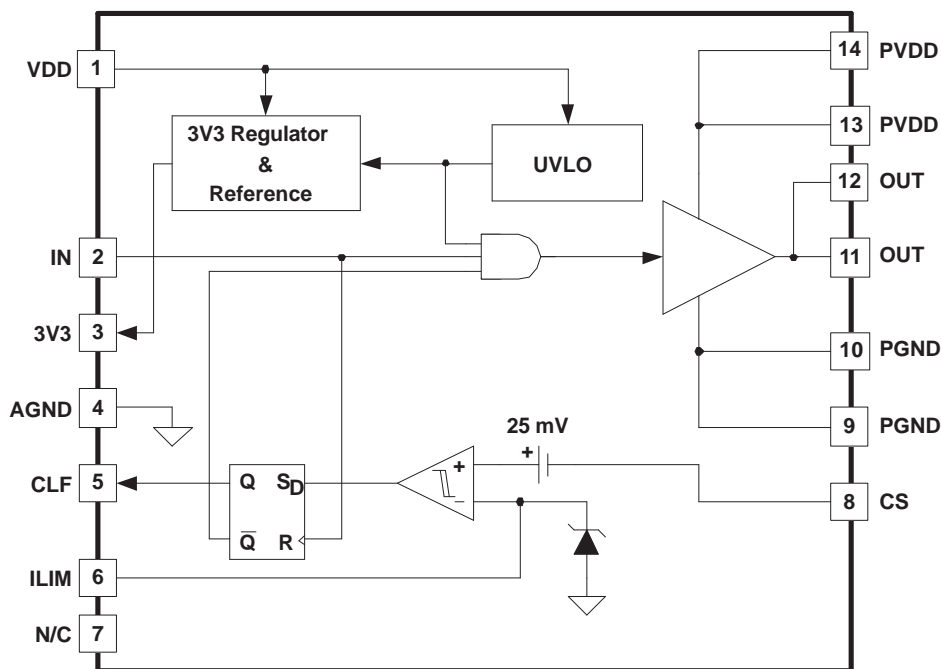 VDD 1
3V3 Regulator
&
Reference
UVLO
14 PVDD
13 PVDD
12 OUT
IN 2
11 OUT
3V3 3
10 PGND
AGND 4
9 PGND
25 mV
+
CLF 5
Q SD
+
−
8 CS
Q̅ R
ILIM 6
N/C 7